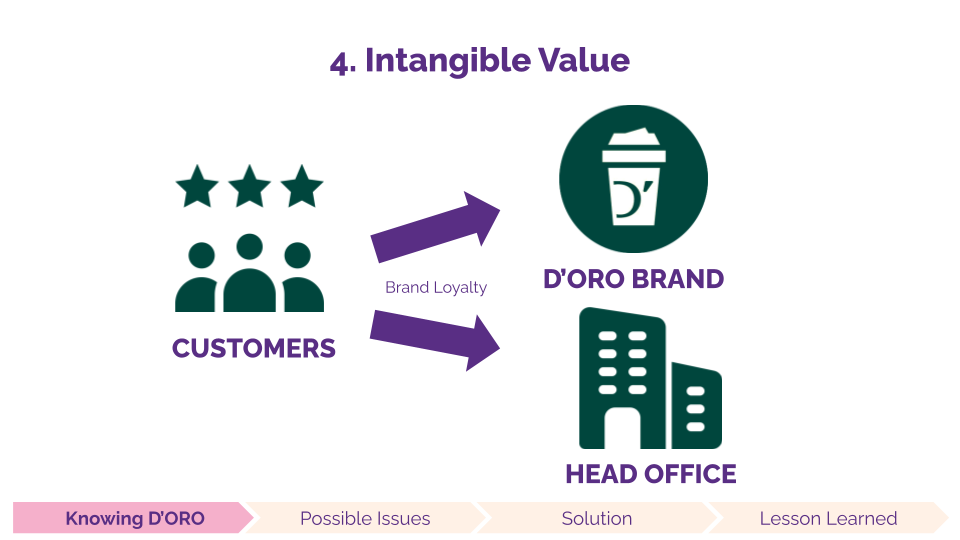 4. Intangible Value
D’
D’ORO BRAND
Brand Loyalty
CUSTOMERS
HEAD OFFICE
Knowing D’ORO
Possible Issues
Solution
Lesson Learned